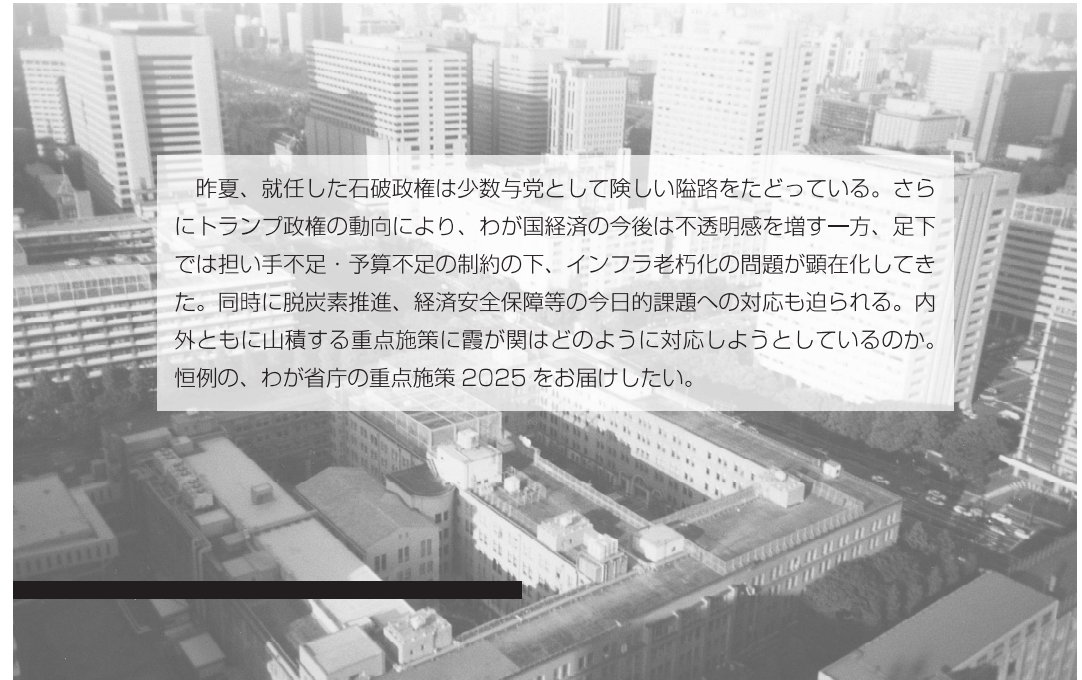 昨夏、就任した石破政権は少数与党として険しい隘路をたどっている。さら
にトランプ政権の動向により、わが国経済の今後は不透明感を増す一方、足下
では担い手不足・予算不足の制約の下、インフラ老朽化の問題が顕在化してき
た。同時に脱炭素推進、経済安全保障等の今日的課題への対応も迫られる。内
外ともに山積する重点施策に霞が関はどのように対応しようとしているのか。
恒例の、わが省庁の重点施策 2025 をお届けしたい。